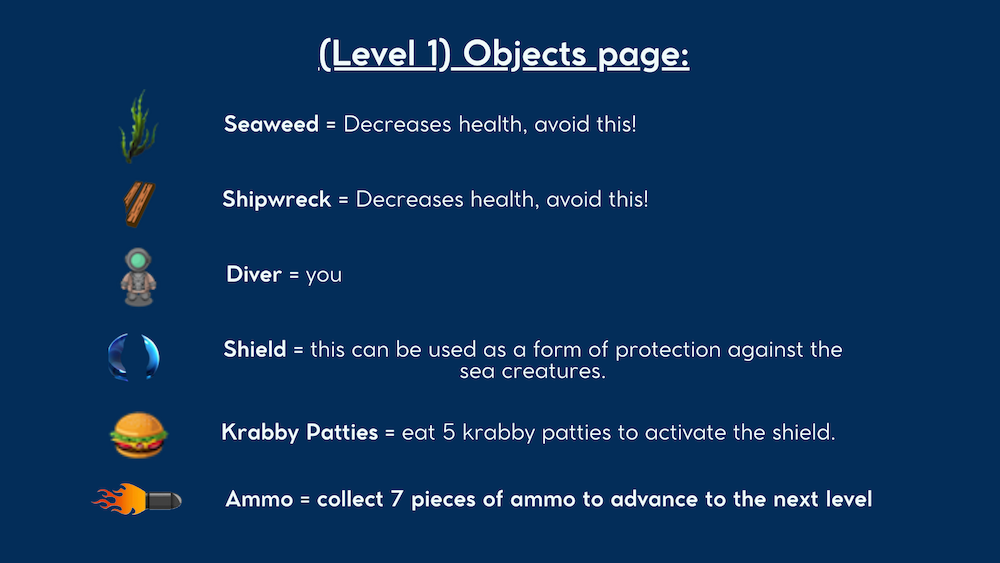 (Level 1) Objects page:
Seaweed = Decreases health, avoid this!
Shipwreck = Decreases health, avoid this!
Diver = you
Shield = this can be used as a form of protection against the
sea creatures.
Krabby Patties = eat 5 krabby patties to activate the shield.
Ammo = collect 7 pieces of ammo to advance to the next level